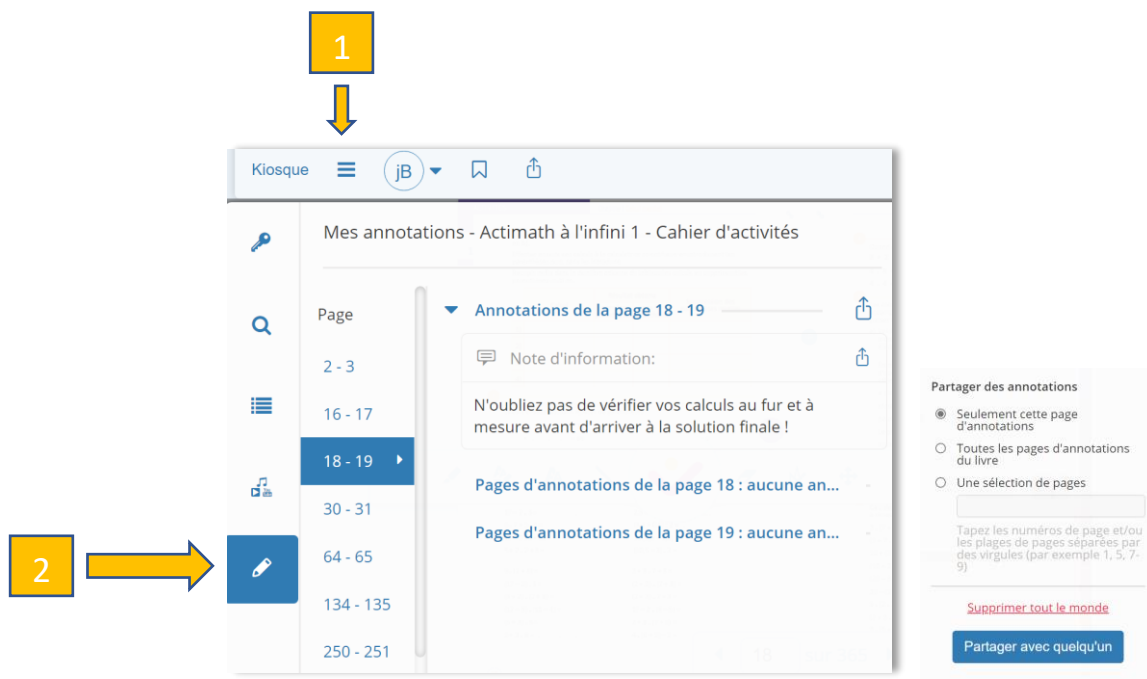 1
Kiosque
jB
Mes annotations - Actimath à l'infini 1 - Cahier d'activités
Page
2 - 3
16 - 17
18 - 19
30 - 31
64 - 65
134 - 135
250 - 251
Annotations de la page 18 - 19
Note d'information:
N'oubliez pas de vérifier vos calculs au fur et à
mesure avant d'arriver à la solution finale !
Pages d'annotations de la page 18 : aucune an...
Pages d'annotations de la page 19 : aucune an...
2
Partager des annotations
Seulement cette page
d'annotations
Toutes les pages d'annotations
du livre
Une sélection de pages
Tapez les numéros de page et/ou
les plages de pages séparées par
des virgules (par exemple 1, 5, 7-
9)
Supprimer tout le monde
Partager avec quelqu'un